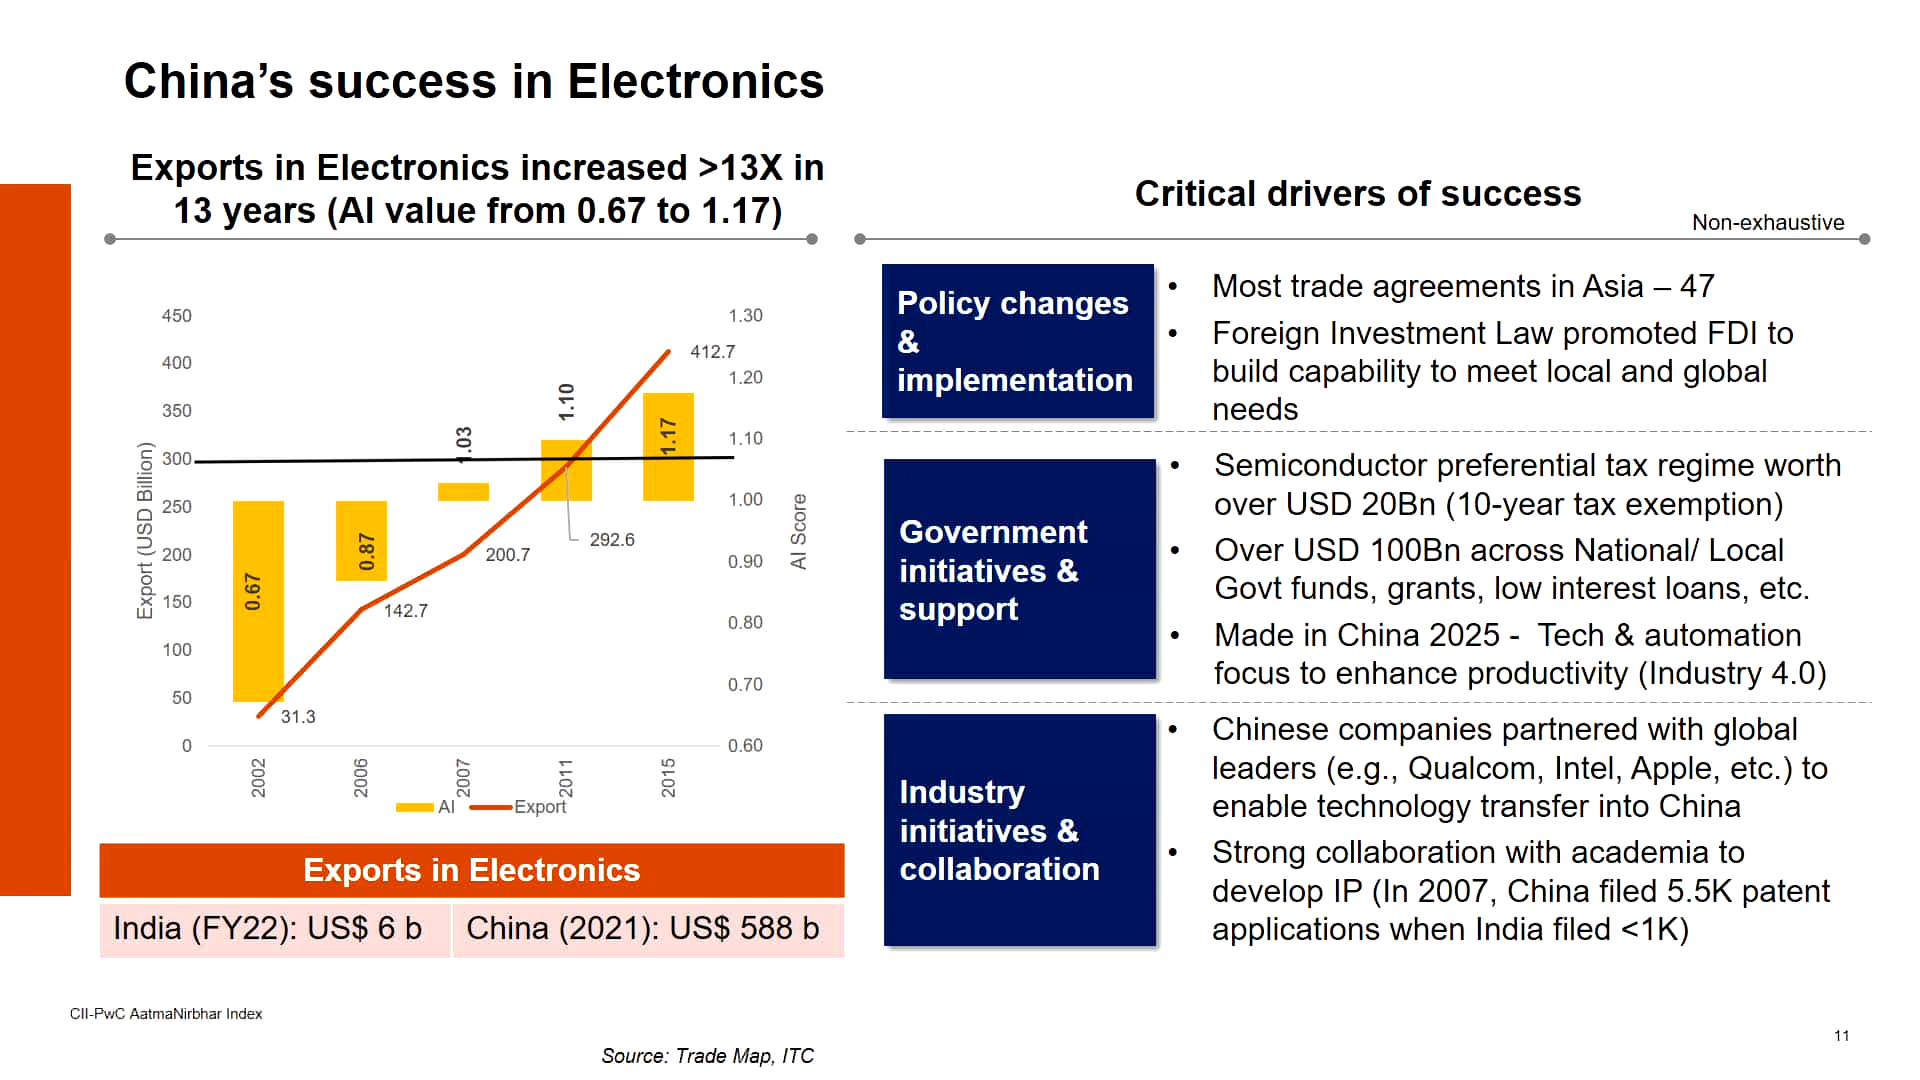 China’s success in Electronics
Exports in Electronics increased >13X in
13 years (AI value from 0.67 to 1.17)
450
400
350
300
250
200
150
100
50
0
Export (USD Billion)
1.30
1.20
1.10
1.00
0.90
0.80
0.70
0.60
AI Score
0.67
0.87
1.03
1.10
1.17
31.3
142.7
200.7
292.6
412.7
2002
2006
2007
2011
2015
AI
Export
Exports in Electronics
India (FY22): US$ 6 b
China (2021): US$ 588 b
Critical drivers of success
Non-exhaustive
Policy changes
&
implementation
• Most trade agreements in Asia – 47
• Foreign Investment Law promoted FDI to
build capability to meet local and global
needs
Government
initiatives &
support
• Semiconductor preferential tax regime worth
over USD 20Bn (10-year tax exemption)
• Over USD 100Bn across National/ Local
Govt funds, grants, low interest loans, etc.
• Made in China 2025 - Tech & automation
focus to enhance productivity (Industry 4.0)
Industry
initiatives &
collaboration
• Chinese companies partnered with global
leaders (e.g., Qualcom, Intel, Apple, etc.) to
enable technology transfer into China
• Strong collaboration with academia to
develop IP (In 2007, China filed 5.5K patent
applications when India filed <1K)
CII-PwC AatmaNirbhar Index
11
Source: Trade Map, ITC